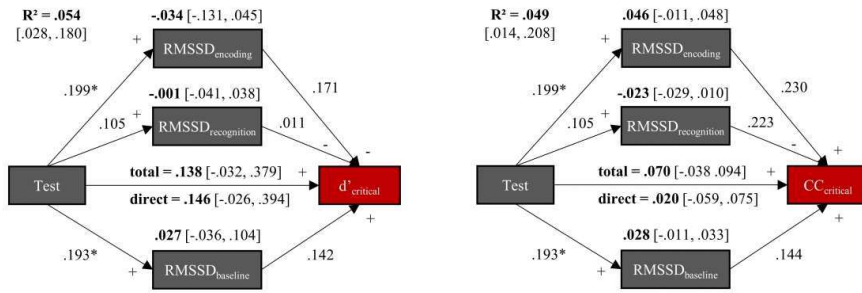 R² = .054
[.028, .180]
-.034 [-.131, .045]
+
RMSSDencoding
.199*
.171
-.001 [-.041, .038]
+
.105
RMSSDrecognition
.011
-
-
total = .138 [-.032, .379]
+
Test
d'critical
direct = .146 [-.026, .394]
+
.027 [-.036, .104]
.193*
+
RMSSDbaseline
.142
R² = .049
[.014, .208]
.046 [-.011, .048]
+
RMSSDencoding
.199*
.230
-.023 [-.029, .010]
+
.105
RMSSDrecognition
.223
-
+
total = .070 [-.038 .094]
+
Test
CCcritical
direct = .020 [-.059, .075]
+
.028 [-.011, .033]
.193*
+
RMSSDbaseline
.144